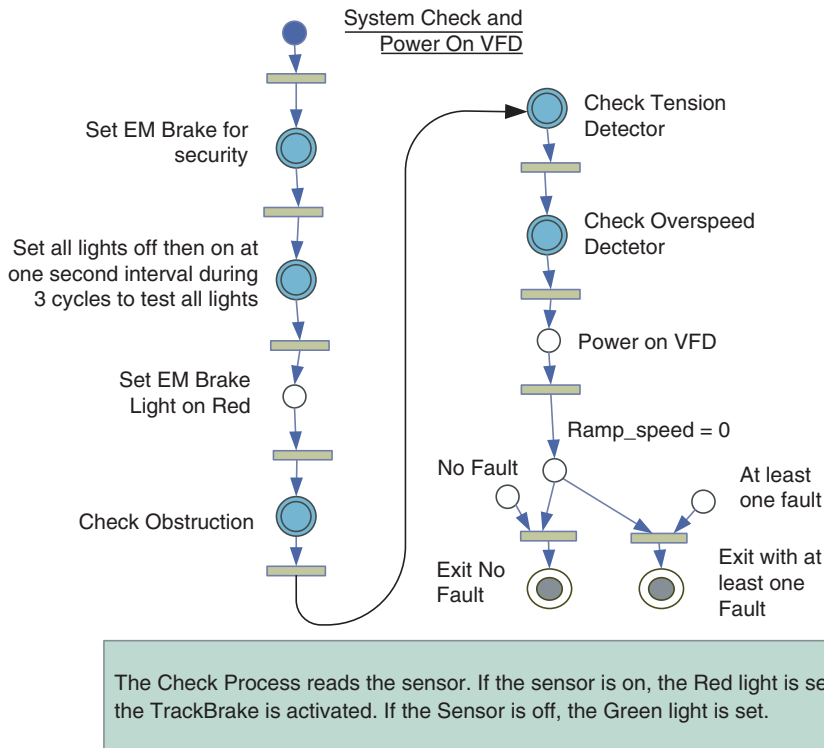 System Check and
Power On VFD
Set EM Brake for
security
Set all lights off then on at
one second interval during
3 cycles to test all lights
Set EM Brake
Light on Red
Check Obstruction
Check Tension
Detector
Check Overspeed
Dectetor
Power on VFD
Ramp_speed = 0
No Fault
At least
one fault
Exit No
Fault
Exit with at
least one
Fault
The Check Process reads the sensor. If the sensor is on, the Red light is se
the TrackBrake is activated. If the Sensor is off, the Green light is set.